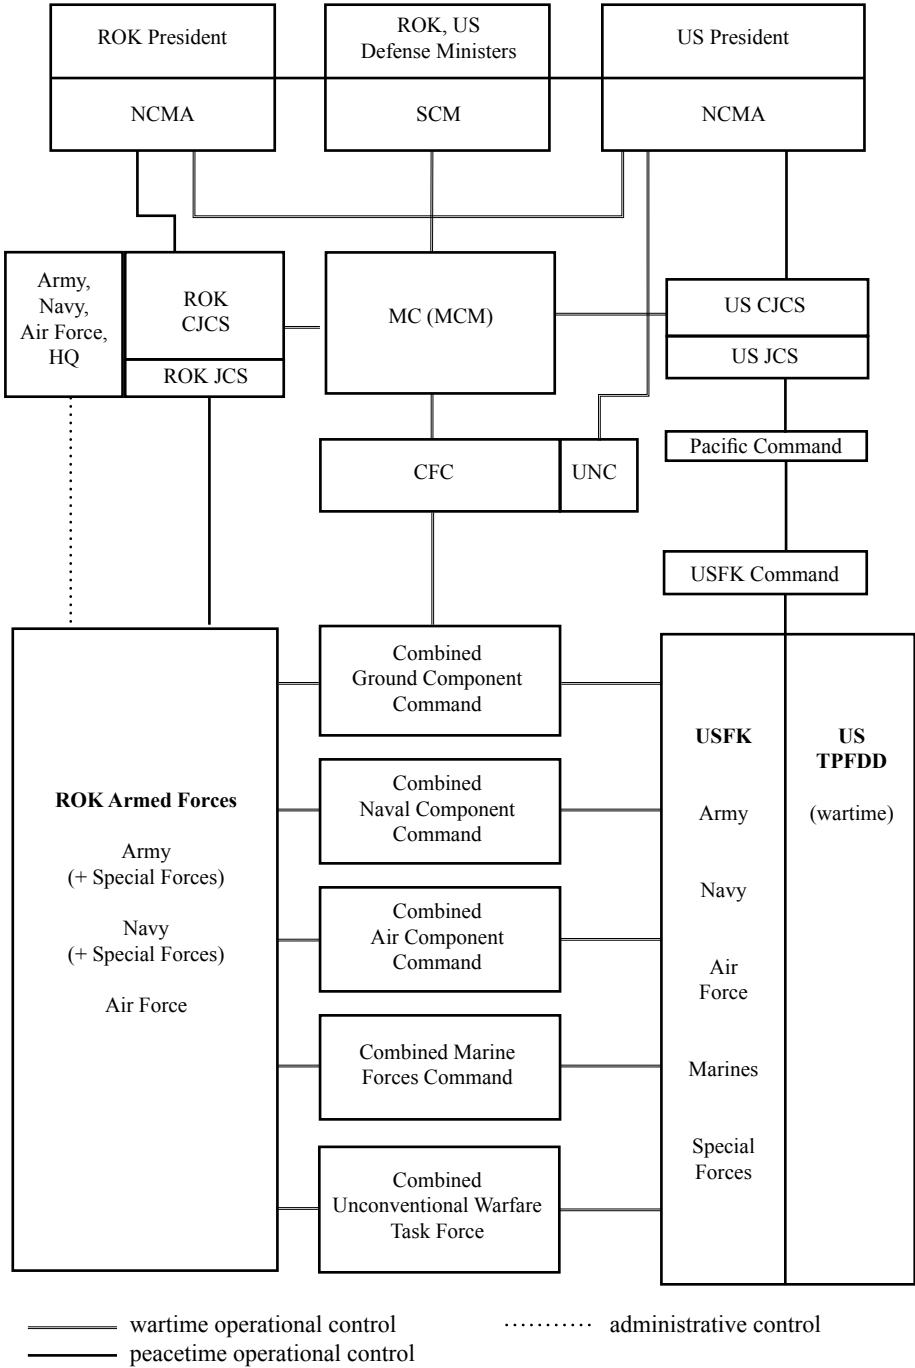 ROK President
ROK, US
Defense Ministers
US President
NCMA
SCM
NCMA
Army,
Navy,
Air Force,
HQ
ROK
CJCS
ROK JCS
MC (MCM)
US CJCS
US JCS
Pacific Command
CFC
UNC
USFK Command
Combined
Ground Component
Command
Combined
Naval Component
Command
Combined
Air Component
Command
Combined Marine
Forces Command
Combined
Unconventional Warfare
Task Force
ROK Armed Forces
Army
(+ Special Forces)
Navy
(+ Special Forces)
Air Force
USFK
Army
Navy
Air
Force
Marines
Special
Forces
US
TPFDD
(wartime)
wartime operational control
administrative control
peacetime operational control